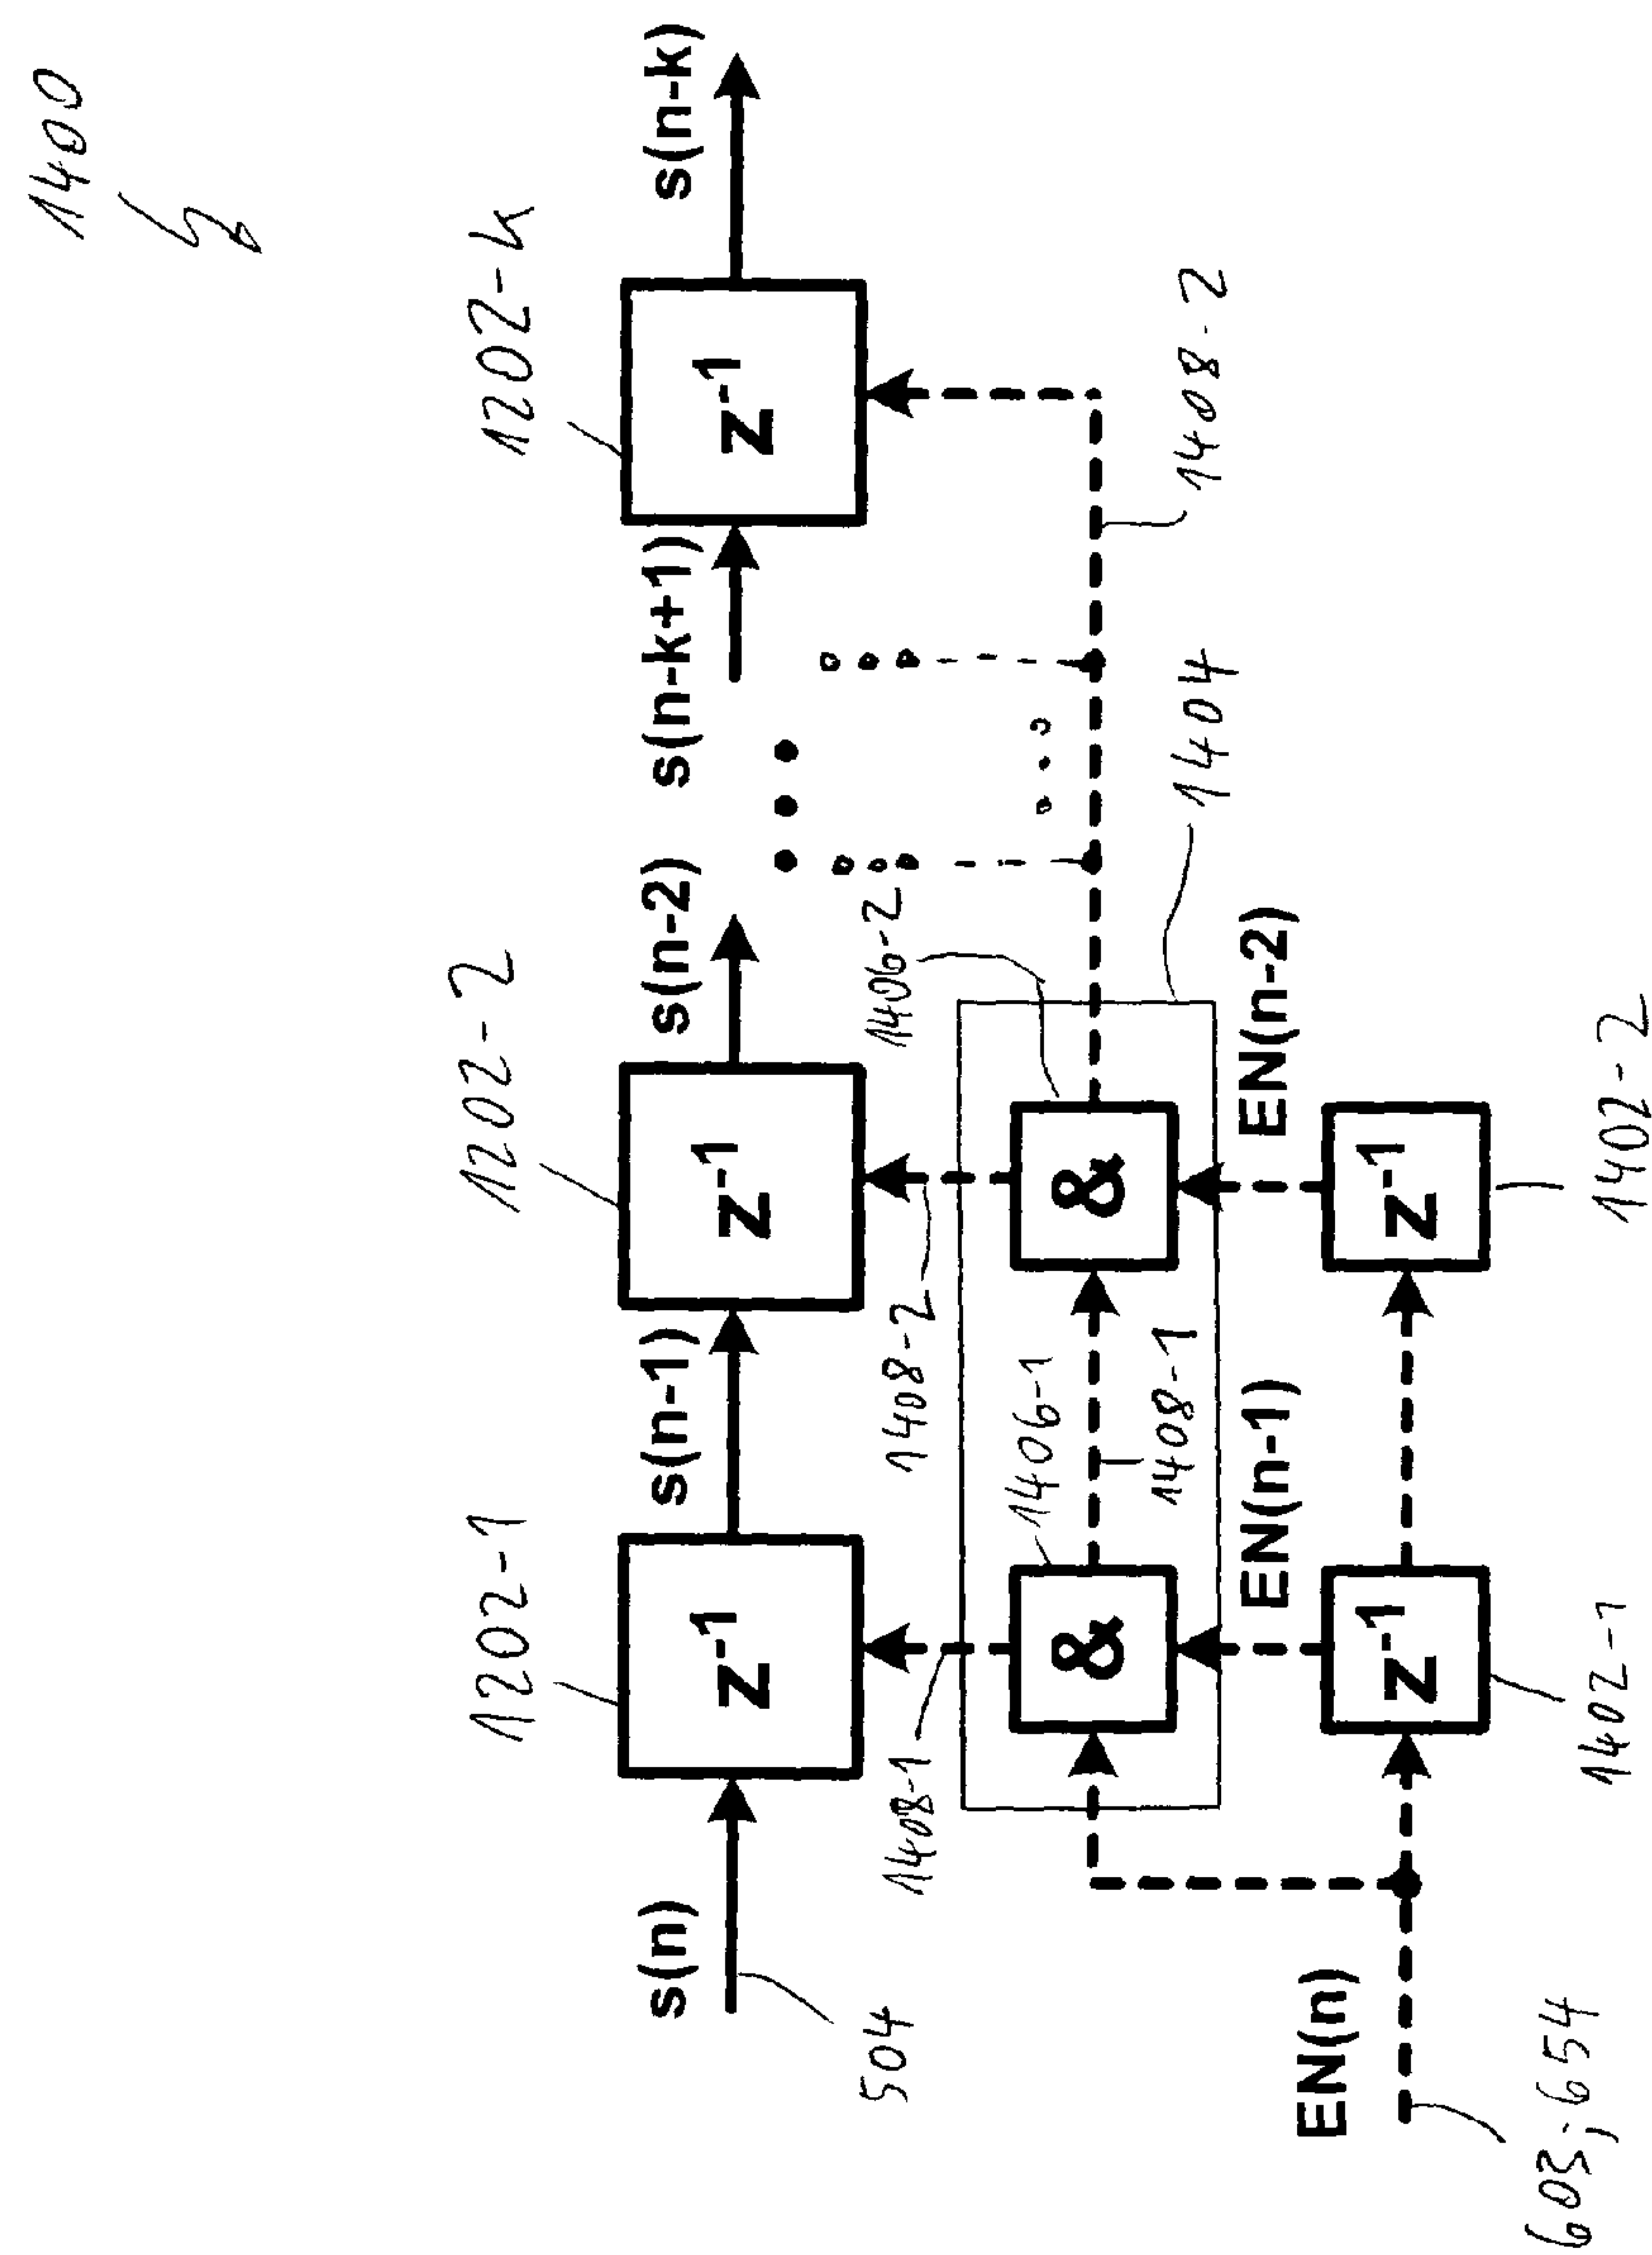 1400
1202-1
1202-2
1202-k
s(n)
s(n-1)
s(n-2)
s(n-k+1)
s(n-k)
z-1
z-1
z-1
504
1408-1
1408-2
1406-2
1406-1
&
&
1408-1
1408-2
1404
EN(n-1)
EN(n-2)
EN(n)
z-1
z-1
603; 654
1402-1
1402-2